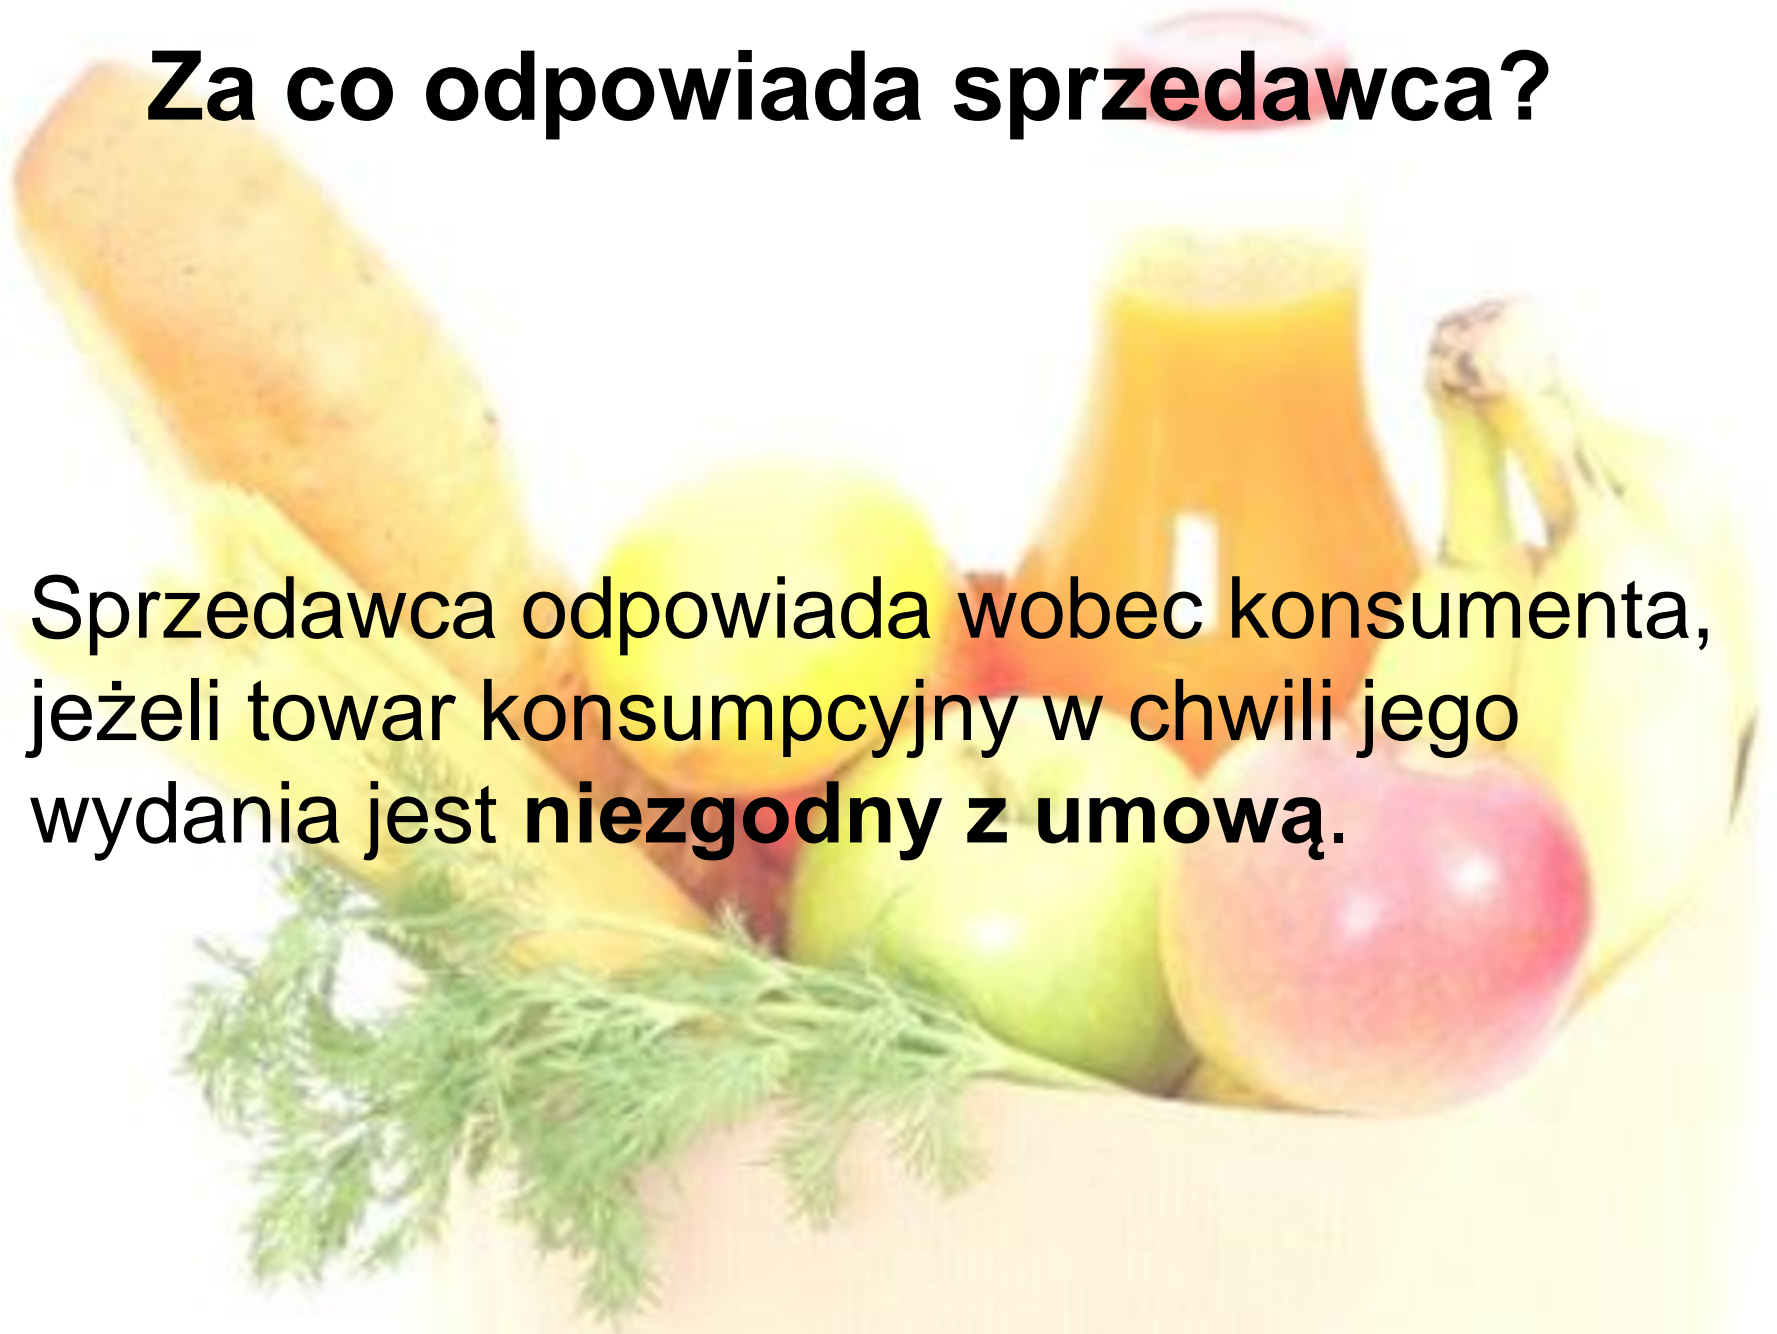 Za co odpowiada sprzedawca?
Sprzedawca odpowiada wobec konsumenta,
jeżeli towar konsumpcyjny w chwili jego
wydania jest niezgodny z umową.